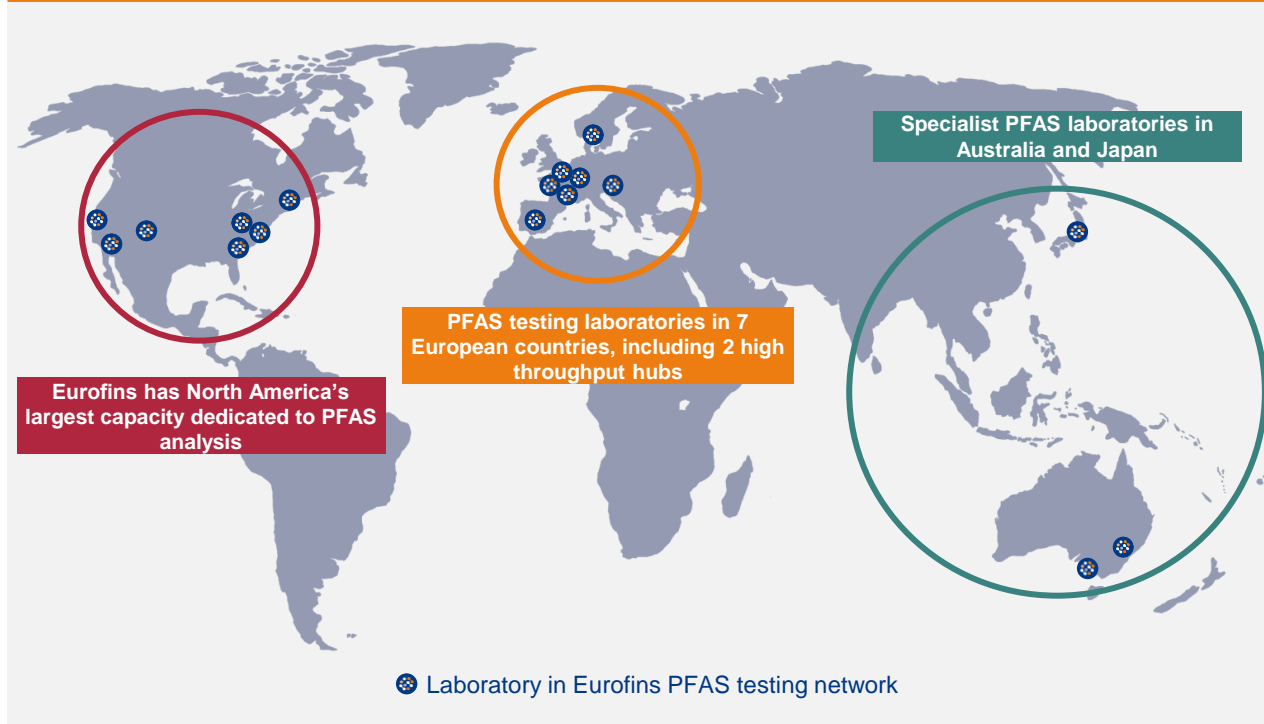 Specialist PFAS laboratories in
Australia and Japan
PFAS testing laboratories in 7
European countries, including 2 high
throughput hubs
Eurofins has North America’s
largest capacity dedicated to PFAS
analysis
Laboratory in Eurofins PFAS testing network